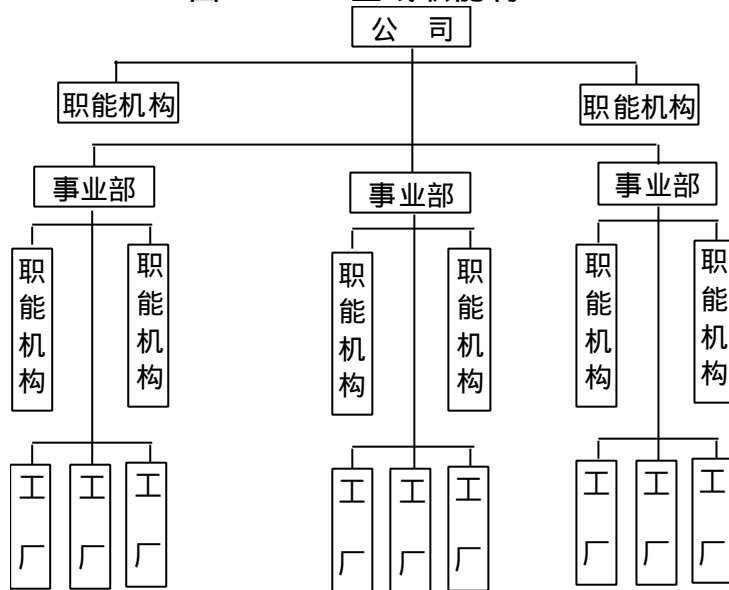 公 司
职能机构 职能机构
事业部 事业部 事业部
职能机构 职能机构 职能机构 职能机构 职能机构 职能机构
工厂 工厂 工厂 工厂 工厂 工厂 工厂 工厂 工厂